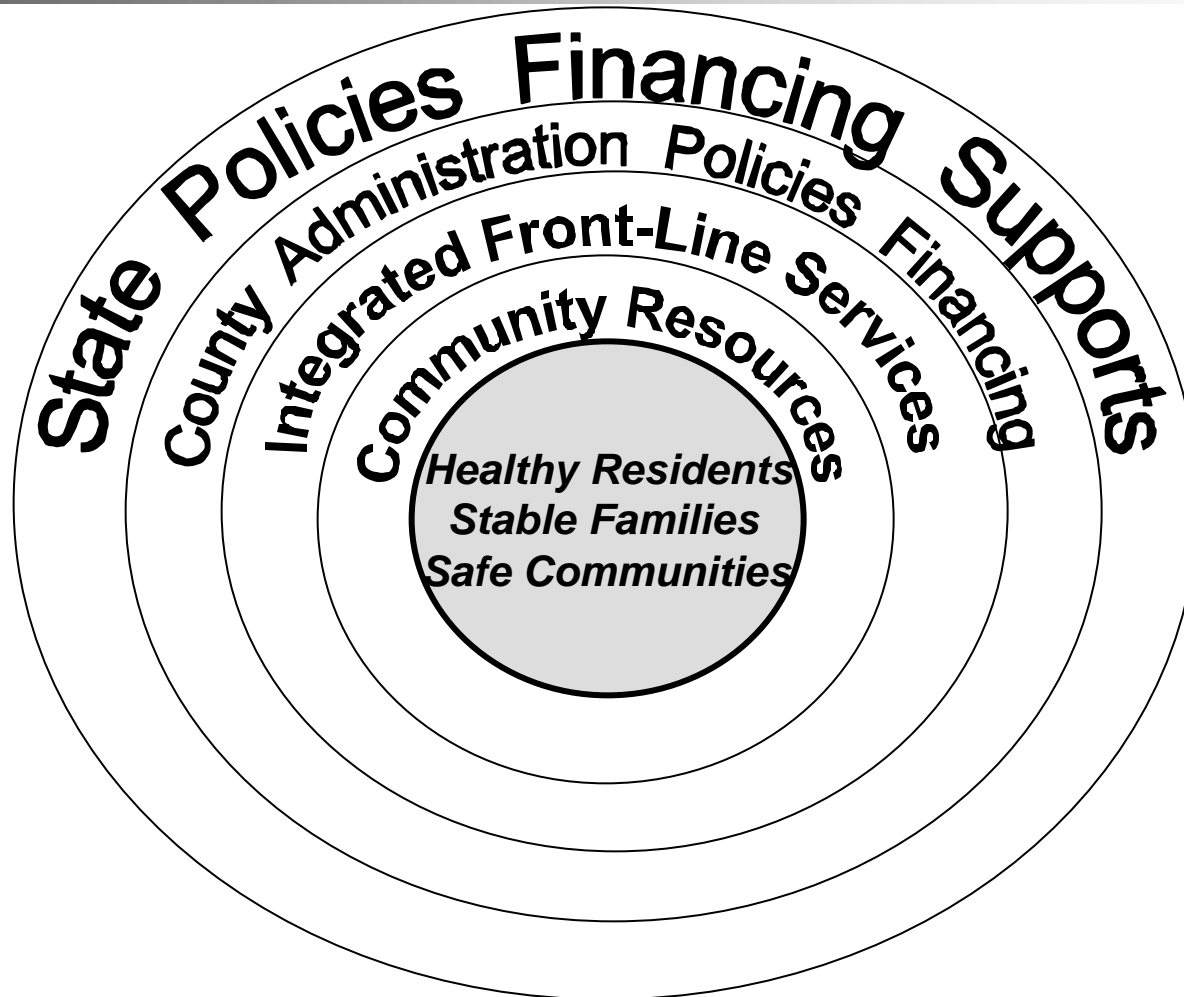 State Policies Financing Supports
County Administration Policies Financing
Integrated Front-Line Services
Community Resources
Healthy Residents
Stable Families
Safe Communities